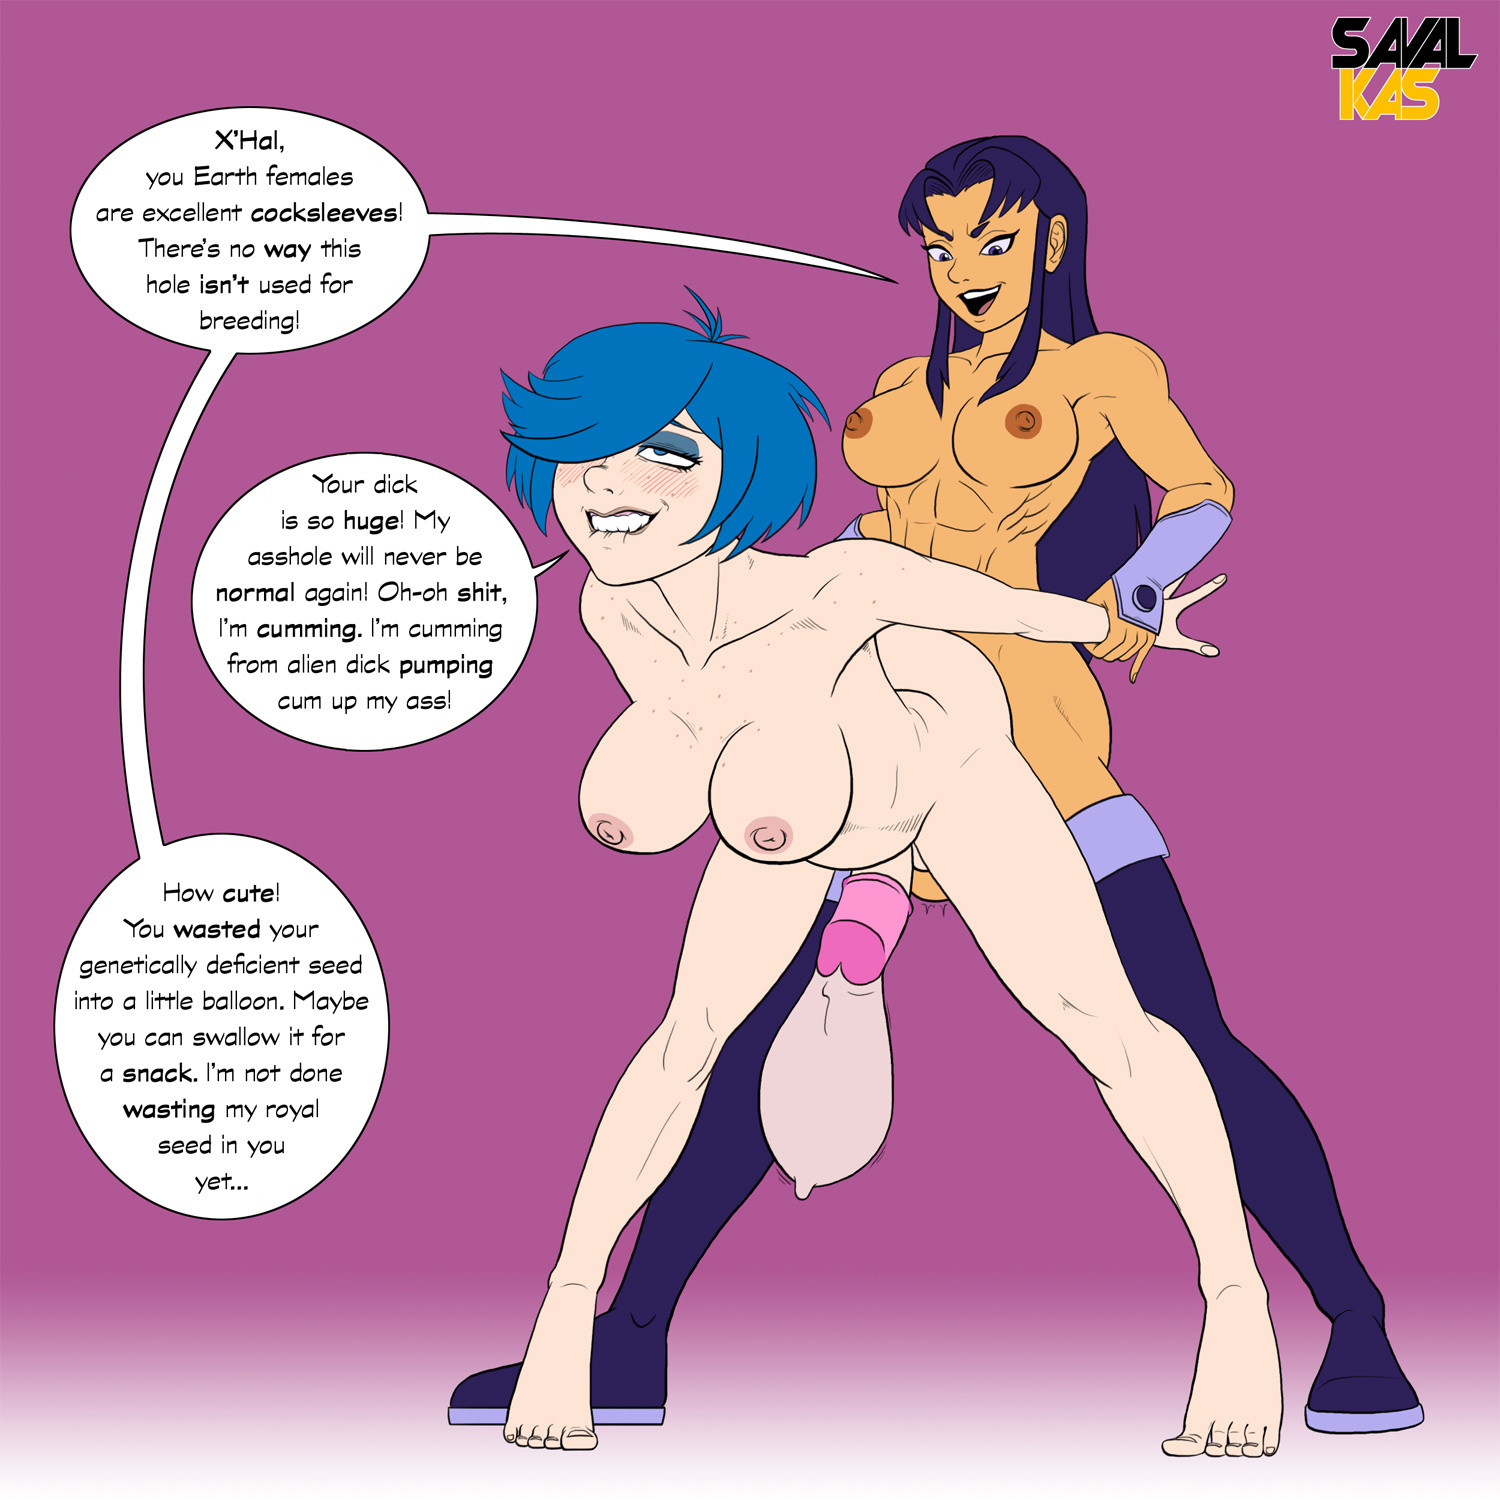 SAVAL
KAS
X'Hal,
you Earth females
are excellent cocksleeves!
There's no way this
hole isn't used for
breeding!
Your dick
is so huge! My
asshole will never be
normal again! Oh-oh shit,
I'm cumming. I'm cumming
from alien dick pumping
cum up my ass!
How cute!
You wasted your
genetically deficient seed
into a little balloon. Maybe
you can swallow it for
a snack. I'm not done
wasting my royal
seed in you
yet...